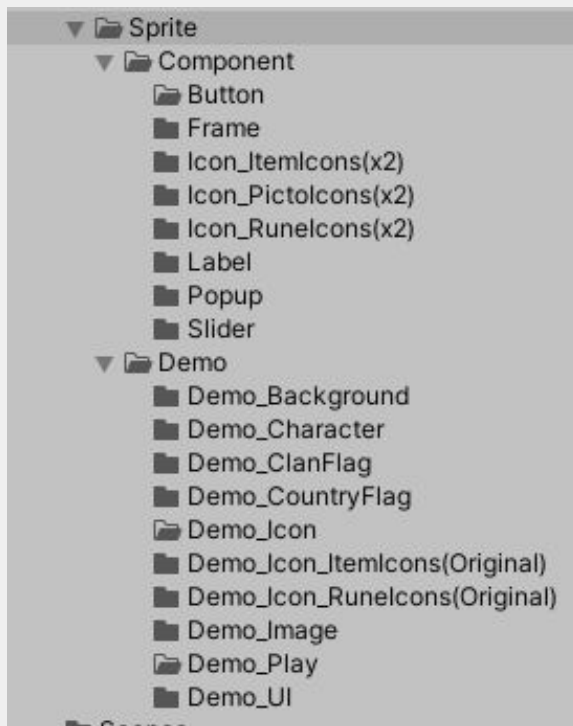 Sprite
Component
Button
Frame
Icon_ItemIcons(x2)
Icon_PictoIcons(x2)
Icon_RuneIcons(x2)
Label
Popup
Slider
Demo
Demo_Background
Demo_Character
Demo_ClanFlag
Demo_CountryFlag
Demo_Icon
Demo_Icon_ItemIcons(Original)
Demo_Icon_RuneIcons(Original)
Demo_Image
Demo_Play
Demo_UI